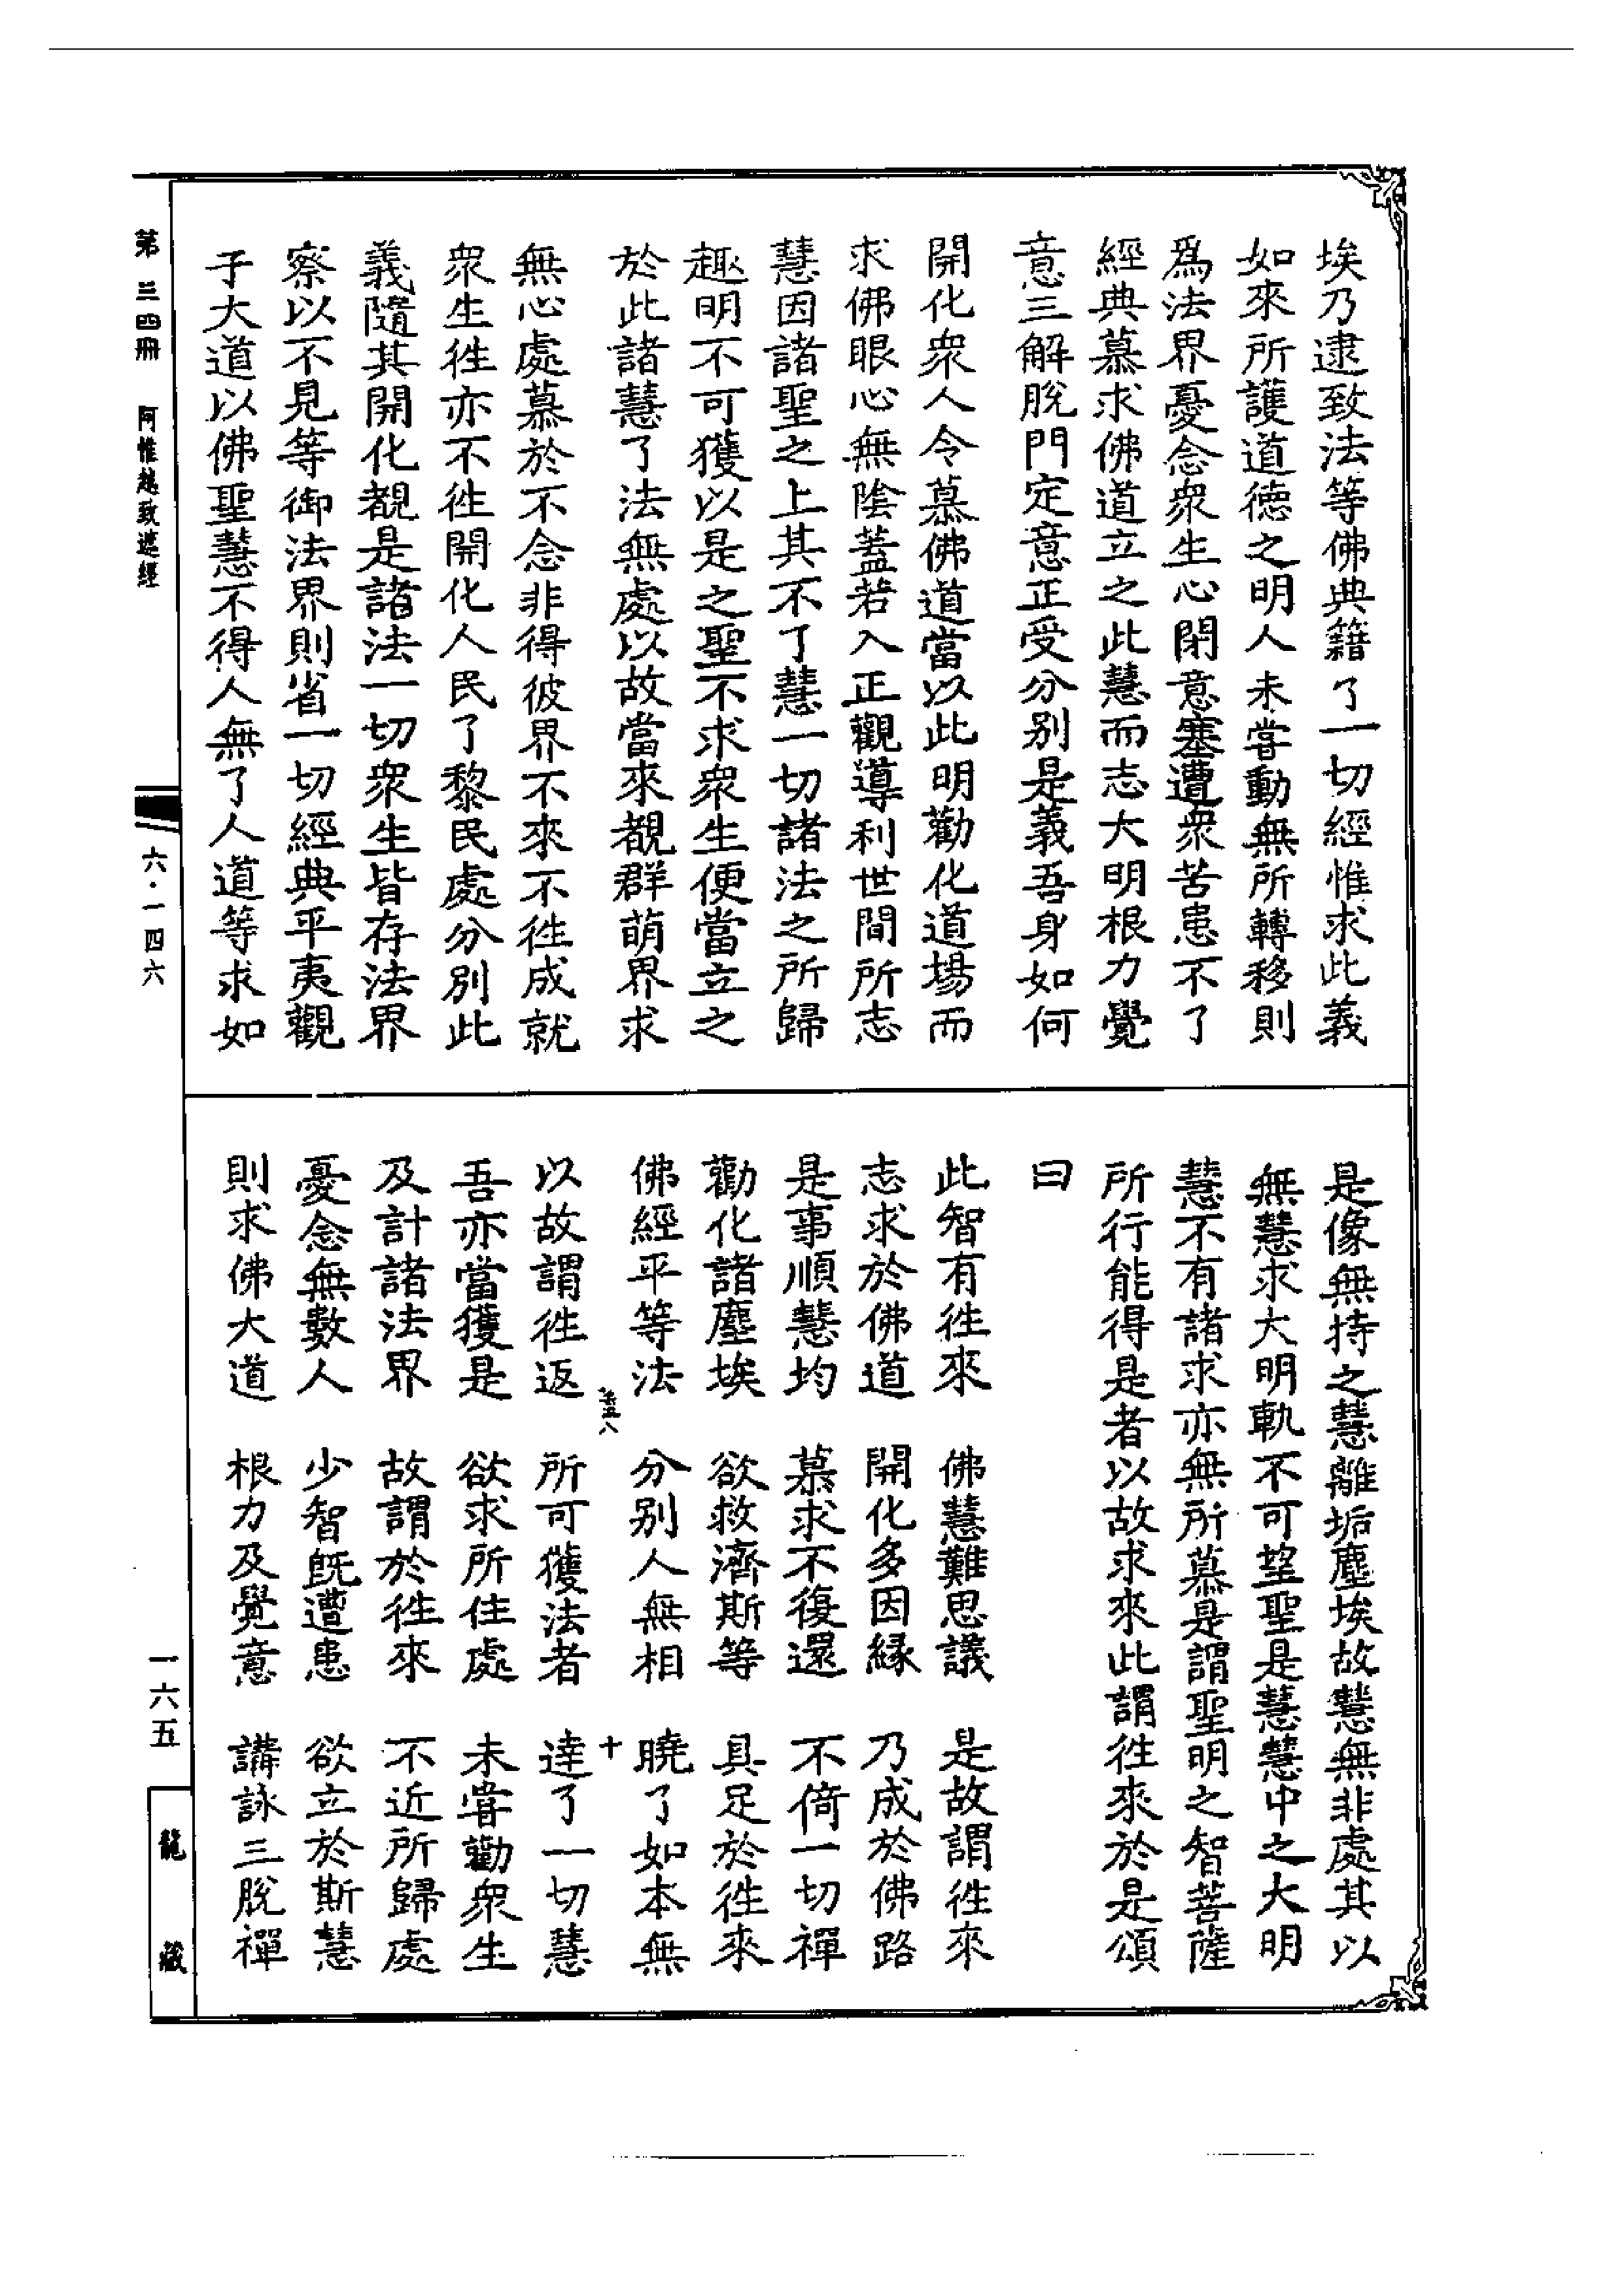 埃乃逮致法等佛典籍了一切經惟求此義
如來所護道德之明人未嘗動無所轉移則
爲法界憂念衆生心閉意塞遭衆苦患不了
經典慕求佛道立之此慧而志大明根力覺
意三解脫門定意正受分別是義吾身如何
開化衆人令慕佛道當以此明勸化道場而
求佛眼心無陰蓋若入正觀導利世間所志
慧因諸聖之上其不了慧一切諸法之所歸
趣明不可獲以是之聖不求衆生便當立之
於此諸慧了法無處以故當來覩群萌界求
無心處慕於不念非得彼界不來不徃成就
衆生徃亦不徃開化人民了黎民處分別此
義隨其開化覩是諸法一切衆生皆存法界
察以不見等御法界則省一切經典平夷觀
于大道以佛聖慧不得人無了人道等求如
是像無持之慧離垢塵埃故慧無非處其以
無慧求大明軌不可望聖是慧慧中之大明
慧不有諸求亦無所慕是謂聖明之智菩薩
所行能得是者以故求來此謂徃來於是頌
曰
此智有徃來　佛慧難思議　是故謂徃來
志求於佛道　開化多因緣　乃成於佛路
是事順慧均　慕求不復還　不倚一切禪
勸化諸塵埃　欲救濟斯等　具足於徃來
佛經平等法　分別人無相　曉了如本無
十
以故謂徃返　所可獲法者　達了一切慧
吾亦當獲是　欲求所住處　未嘗勸衆生
及計諸法界　故謂於徃來　不近所歸處
憂念無數人　少智旣遭患　欲立於斯慧
則求佛大道　根力及覺意　講詠三脫禪
第三四冊　阿惟越致遮經
六·一四六
一六五
龍藏